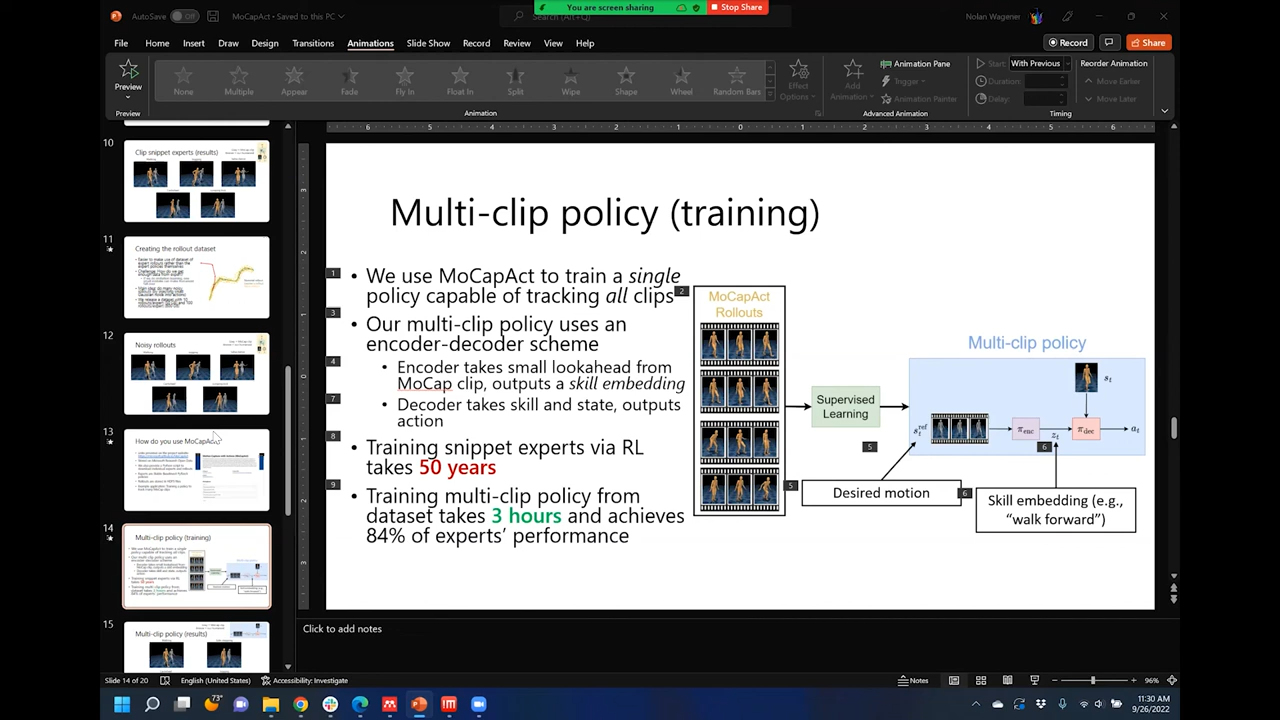 AutoSave
Off
MoCapAct • Saved to this PC
You are screen sharing
Stop Share
Nolan Wagener
File
Home
Insert
Draw
Design
Transitions
Animations
Slide Show
Record
Review
View
Help
Record
Share
Preview
None
Multiple
Appear
Fade
Fly In
Float In
Split
Wipe
Shape
Wheel
Random Bars
Effect
Options
Add
Animation
Animation Pane
Trigger
Animation Painter
Start:
With Previous
Duration:
Delay:
Reorder Animation
Move Earlier
Move Later
Preview
Animation
Advanced Animation
Timing
10
Clip snippet experts (results)
11
Creating the rollout dataset
12
Noisy rollouts
13
How do you use MoCapAct?
14
Multi-clip policy (training)
15
Multi-clip policy (results)
Multi-clip policy (training)
• We use MoCapAct to train a single
policy capable of tracking all clips
• Our multi-clip policy uses an
encoder-decoder scheme
• Encoder takes small lookahead from
MoCap clip, outputs a skill embedding
• Decoder takes skill and state, outputs
action
• Training snippet experts via RL
takes 50 years
• Training multi-clip policy from
dataset takes 3 hours and achieves
84% of experts' performance
MoCapAct
Rollouts
Supervised
Learning
Multi-clip policy
Desired motion
Skill embedding (e.g.,
"walk forward")
Click to add notes
Slide 14 of 20
English (United States)
Accessibility: Investigate
Notes
96%
73°
11:30 AM
9/26/2022